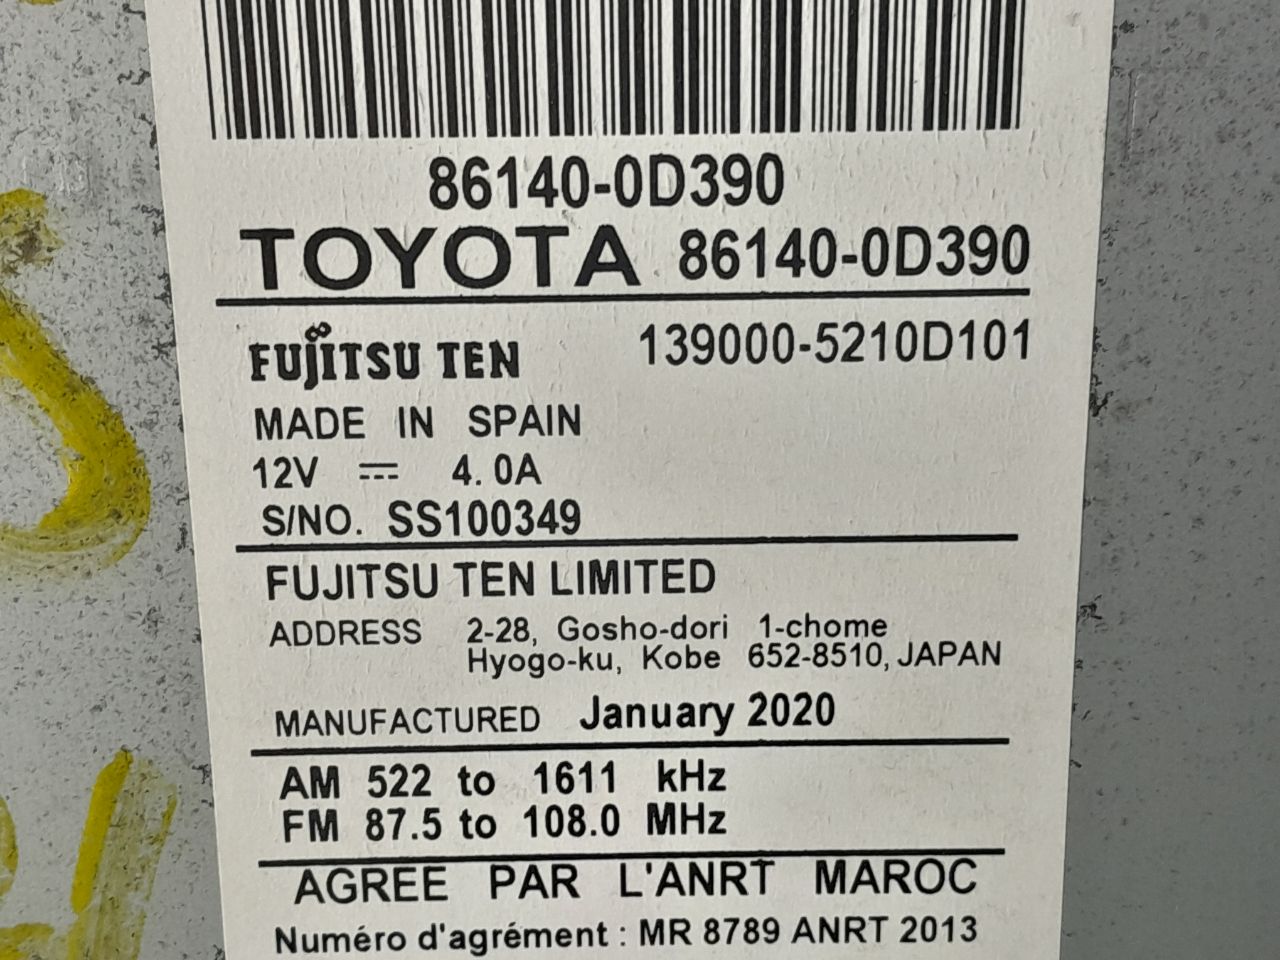 86140-0D390
TOYOTA 86140-0D390
FUJITSU TEN 139000-5210D101
MADE IN SPAIN
12V ⎓ 4.0A
S/NO. SS100349
FUJITSU TEN LIMITED
ADDRESS 2-28, Gosho-dori 1-chome
Hyogo-ku, Kobe 652-8510, JAPAN
MANUFACTURED January 2020
AM 522 to 1611 kHz
FM 87.5 to 108.0 MHz
AGREE PAR L'ANRT MAROC
Numéro d'agrément : MR 8789 ANRT 2013